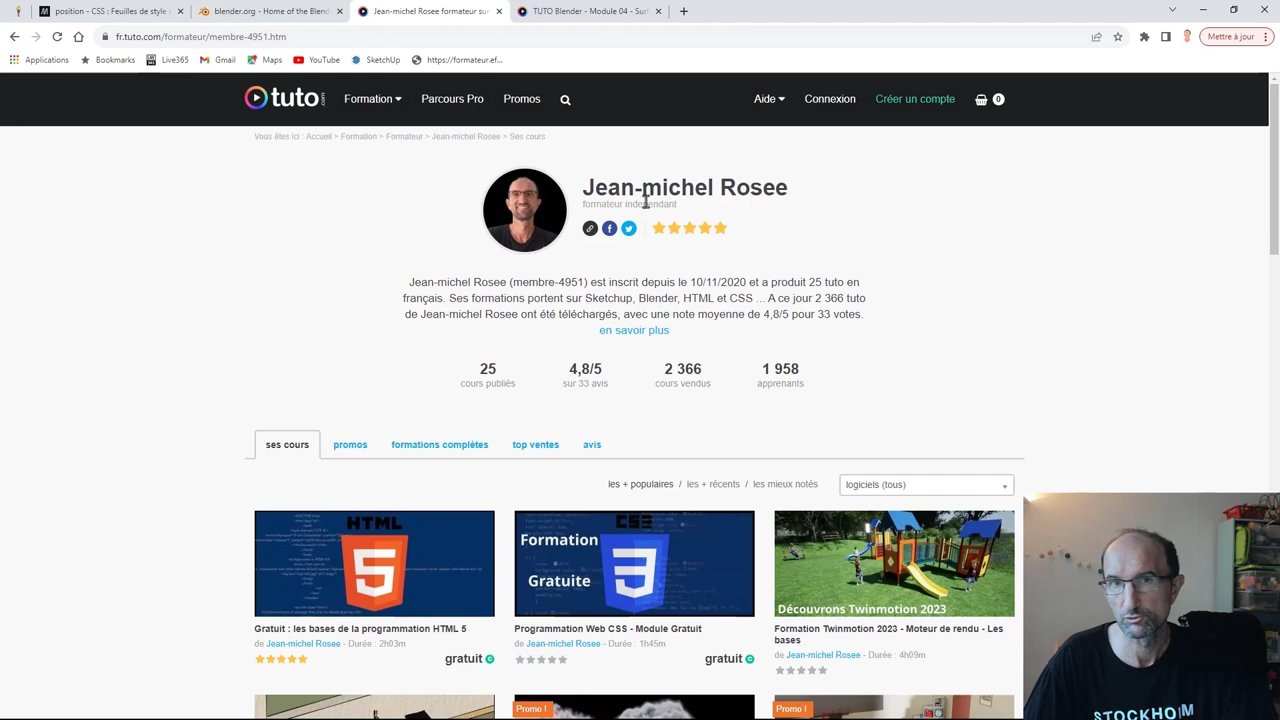 position - CSS : Feuilles de style
blender.org - Home of the Blend
Jean-michel Rosee formateur su
TUTO Blender - Module 04 - Sur
fr.tuto.com/formateur/membre-4951.htm
Mettre à jour
Applications
Bookmarks
Live365
Gmail
Maps
YouTube
SketchUp
https://formateur.ef...
tuto.com
Formation
Parcours Pro
Promos
Aide
Connexion
Créer un compte
0
Vous êtes ici : Accueil > Formation > Formateur > Jean-michel Rosee > Ses cours
Jean-michel Rosee
formateur indépendant
Jean-michel Rosee (membre-4951) est inscrit depuis le 10/11/2020 et a produit 25 tuto en
français. Ses formations portent sur Sketchup, Blender, HTML et CSS ... A ce jour 2 366 tuto
de Jean-michel Rosee ont été téléchargés, avec une note moyenne de 4,8/5 pour 33 votes.
en savoir plus
25 4,8/5 2 366 1 958
cours publiés sur 33 avis cours vendus apprenants
ses cours promos formations complètes top ventes avis
les + populaires / les + récents / les mieux notés
logiciels (tous)
HTML
5
CSS
Formation
Gratuite
3
Découvrons Twinmotion 2023
Gratuit : les bases de la programmation HTML 5
de Jean-michel Rosee - Durée : 2h03m
gratuit
Programmation Web CSS - Module Gratuit
de Jean-michel Rosee - Durée : 1h45m
gratuit
Formation Twinmotion 2023 - Moteur de rendu - Les
bases
de Jean-michel Rosee - Durée : 4h09m
Promo !
Promo !
STOCKHOLM